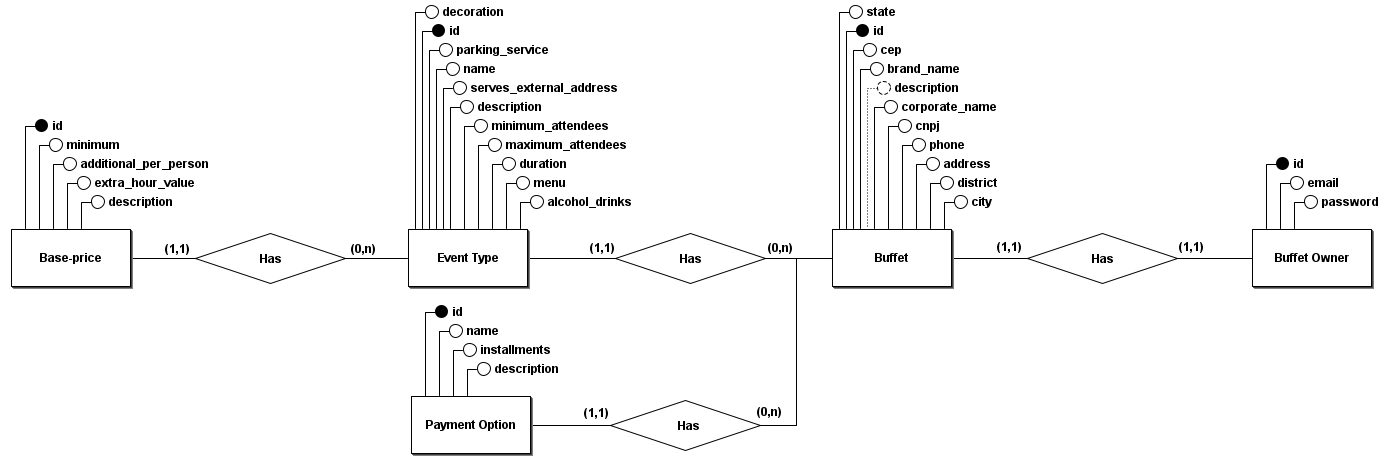 decoration
id
parking_service
name
serves_external_address
description
minimum_attendees
maximum_attendees
duration
menu
alcohol_drinks
state
id
cep
brand_name
description
corporate_name
cnpj
phone
address
district
city
id
minimum
additional_per_person
extra_hour_value
description
id
email
password
Base-price
(1,1)
Has
(0,n)
Event Type
(1,1)
Has
(0,n)
Buffet
(1,1)
Has
(1,1)
Buffet Owner
id
name
installments
description
Payment Option
(1,1)
Has
(0,n)